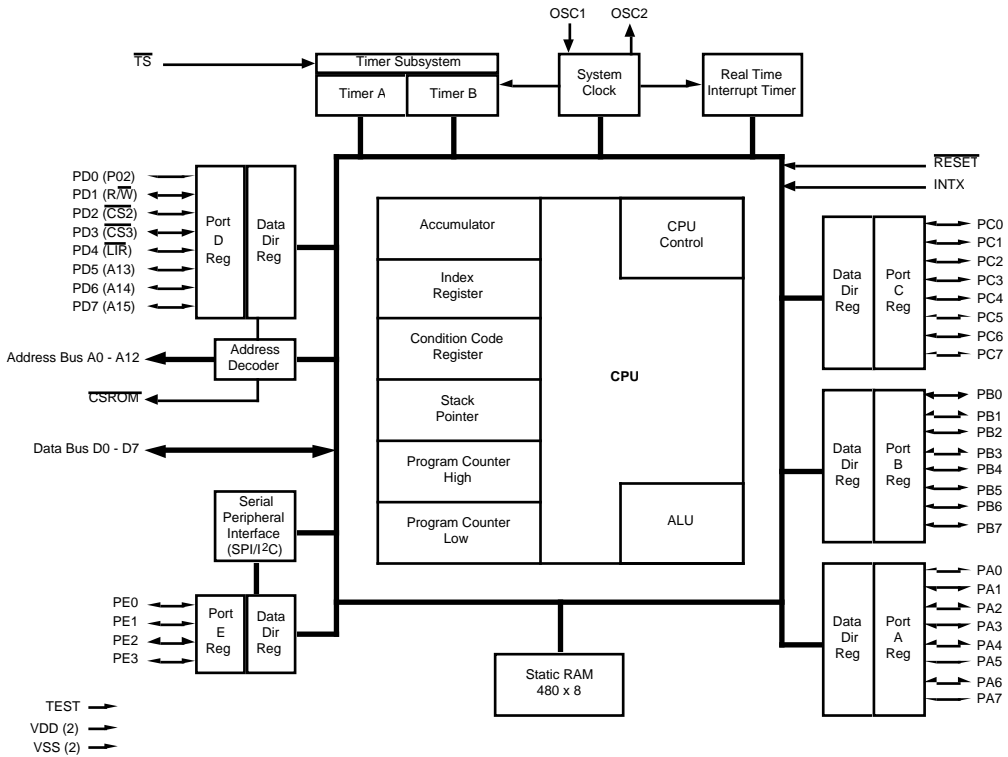 OSC1
OSC2
TS
Timer Subsystem
Timer A
Timer B
System
Clock
Real Time
Interrupt Timer
RESET
INTX
PD0 (P02)
PD1 (R/W)
PD2 (CS2)
PD3 (CS3)
PD4 (LIR)
PD5 (A13)
PD6 (A14)
PD7 (A15)
Port
D
Reg
Data
Dir
Reg
Address Bus A0 - A12
Address
Decoder
CSROM
Data Bus D0 - D7
Serial
Peripheral
Interface
(SPI/I2C)
PE0
PE1
PE2
PE3
Port
E
Reg
Data
Dir
Reg
TEST
VDD (2)
VSS (2)
Accumulator
Index
Register
Condition Code
Register
Stack
Pointer
Program Counter
High
Program Counter
Low
CPU
Control
CPU
ALU
Static RAM
480 x 8
Data
Dir
Reg
Port
C
Reg
PC0
PC1
PC2
PC3
PC4
PC5
PC6
PC7
Data
Dir
Reg
Port
B
Reg
PB0
PB1
PB2
PB3
PB4
PB5
PB6
PB7
Data
Dir
Reg
Port
A
Reg
PA0
PA1
PA2
PA3
PA4
PA5
PA6
PA7